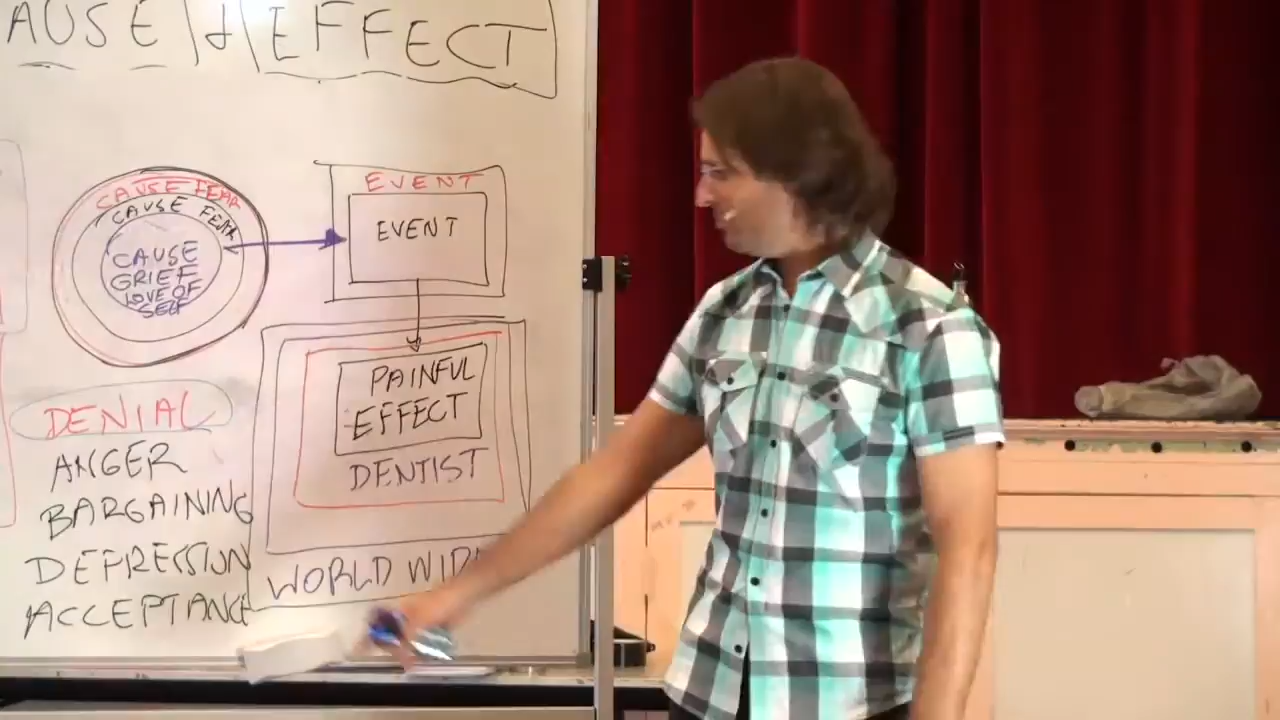 AUSE & EFFECT
CAUSE FEAR
CAUSE FEAR
CAUSE
GRIEF
LOVE OF
SELF
EVENT
EVENT
PAINFUL
EFFECT
DENTIST
WORLD WID
DENIAL
ANGER
BARGAINING
DEPRESSION
ACCEPTANCE